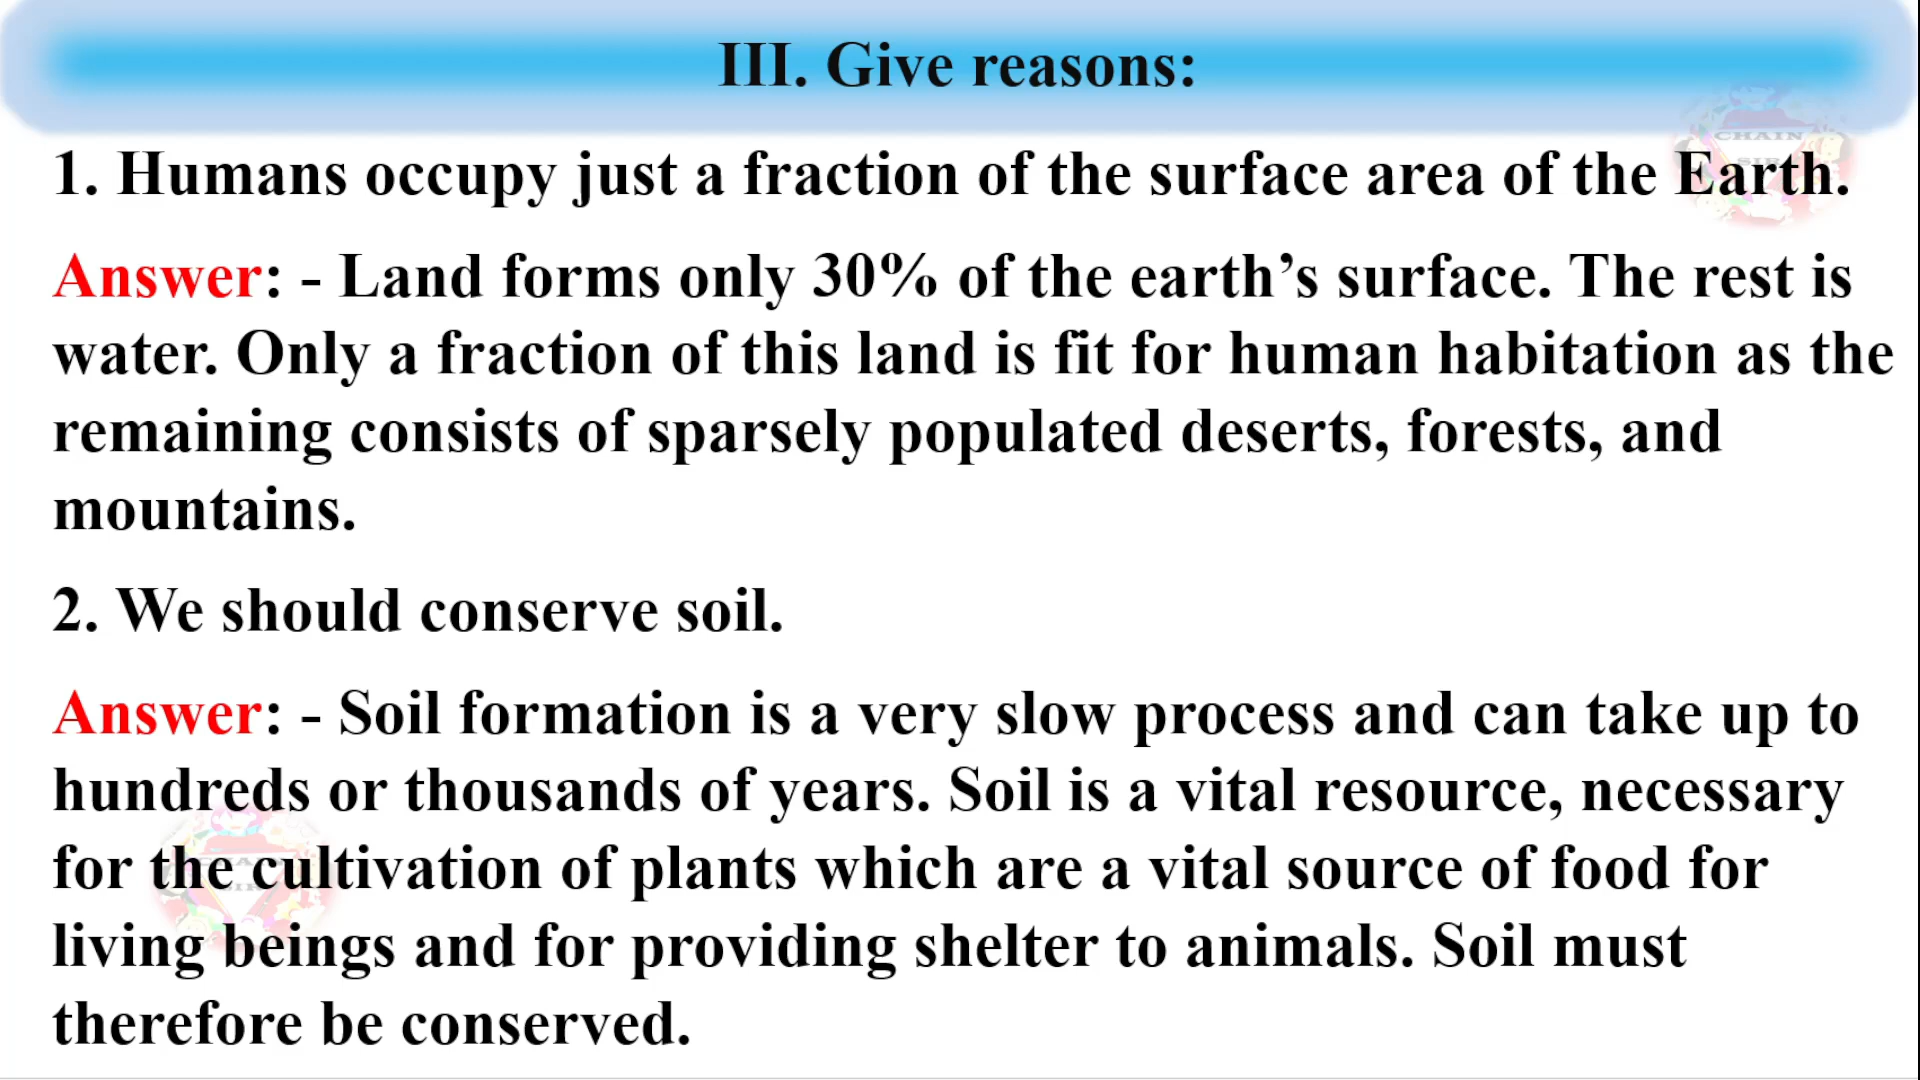 III. Give reasons:
CHAIN
SIR
1. Humans occupy just a fraction of the surface area of the Earth.
Answer: - Land forms only 30% of the earth’s surface. The rest is
water. Only a fraction of this land is fit for human habitation as the
remaining consists of sparsely populated deserts, forests, and
mountains.
2. We should conserve soil.
Answer: - Soil formation is a very slow process and can take up to
hundreds or thousands of years. Soil is a vital resource, necessary
for the cultivation of plants which are a vital source of food for
CHAIN
SIR
living beings and for providing shelter to animals. Soil must
therefore be conserved.